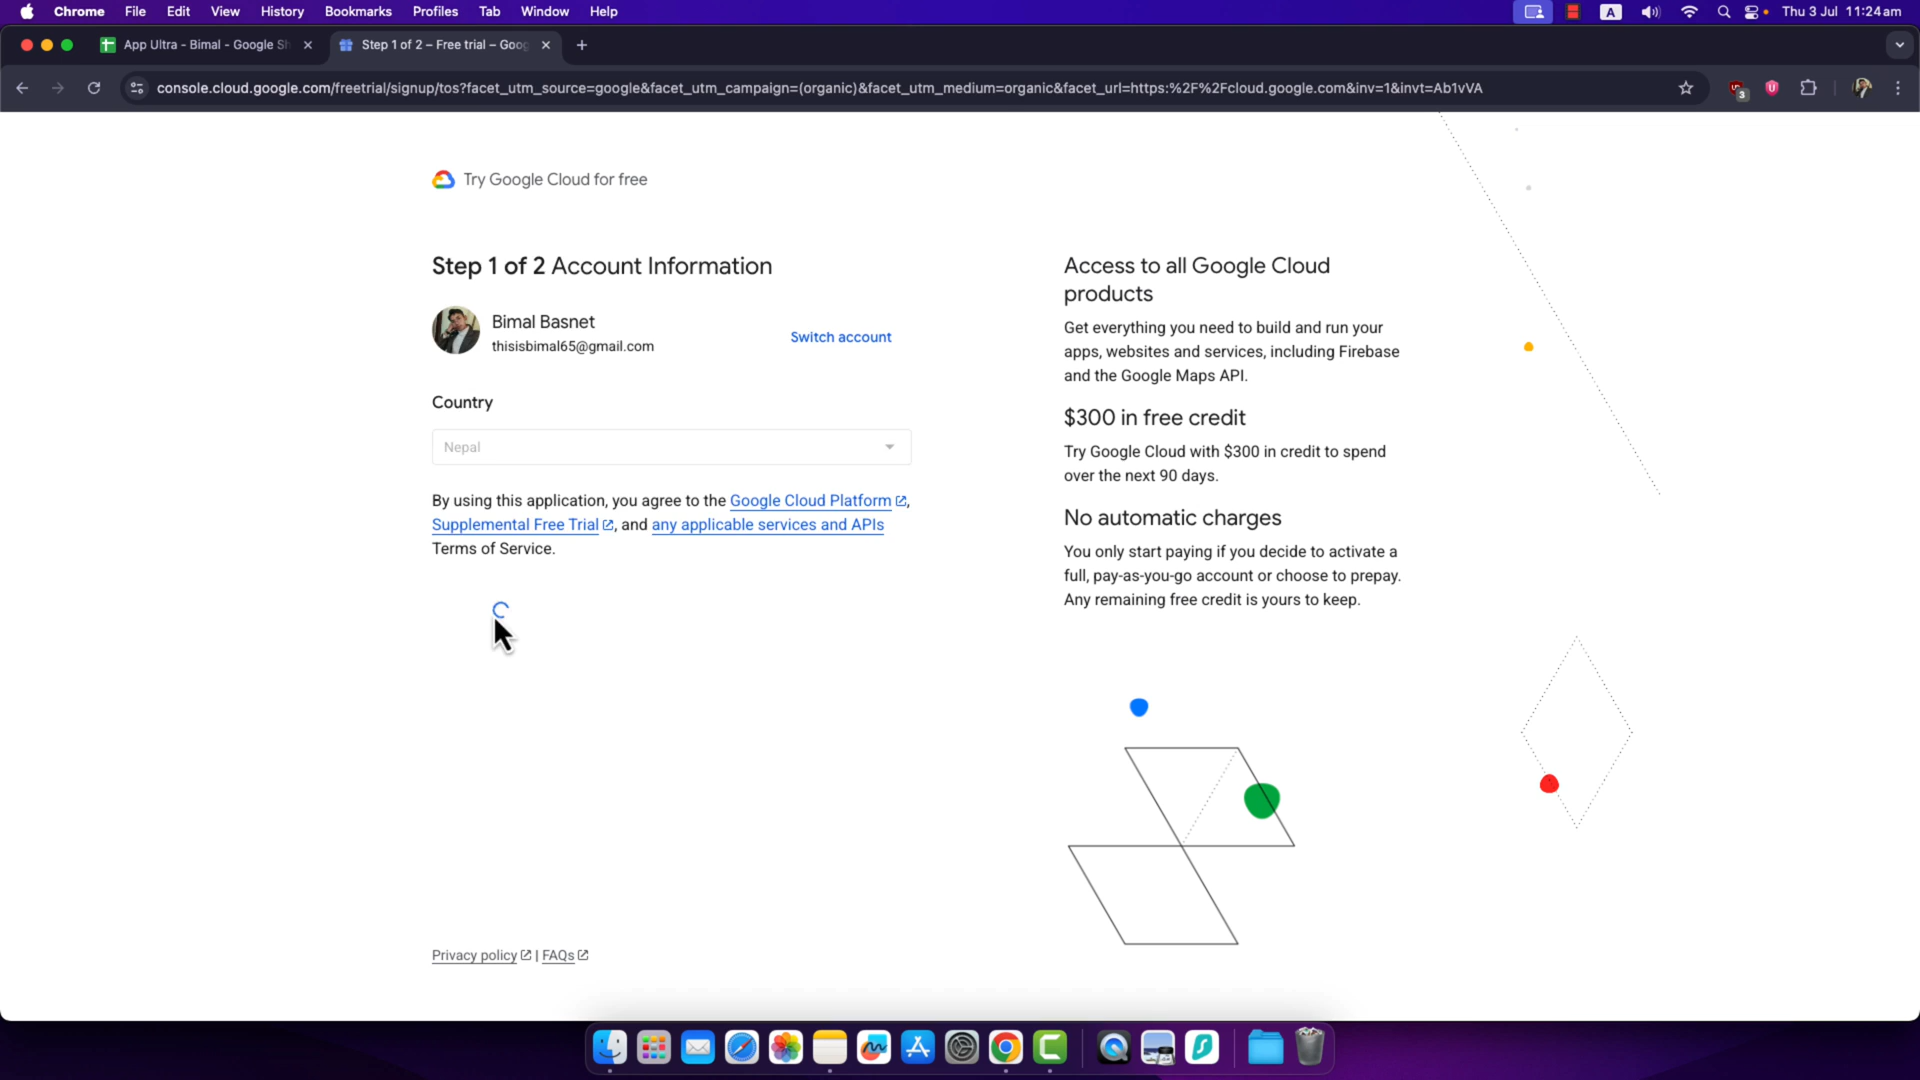 Chrome File Edit View History Bookmarks Profiles Tab Window Help A Thu 3 Jul 11:24am
App Ultra - Bimal - Google Sh
Step 1 of 2 – Free trial – Goog
console.cloud.google.com/freetrial/signup/tos?facet_utm_source=google&facet_utm_campaign=(organic)&facet_utm_medium=organic&facet_url=https:%2F%2Fcloud.google.com&inv=1&invt=Ab1vVA
3
Try Google Cloud for free
Step 1 of 2 Account Information
Bimal Basnet
thisisbimal65@gmail.com
Switch account
Country
Nepal
By using this application, you agree to the Google Cloud Platform,
Supplemental Free Trial, and any applicable services and APIs
Terms of Service.
Access to all Google Cloud
products
Get everything you need to build and run your
apps, websites and services, including Firebase
and the Google Maps API.
$300 in free credit
Try Google Cloud with $300 in credit to spend
over the next 90 days.
No automatic charges
You only start paying if you decide to activate a
full, pay-as-you-go account or choose to prepay.
Any remaining free credit is yours to keep.
Privacy policy | FAQs